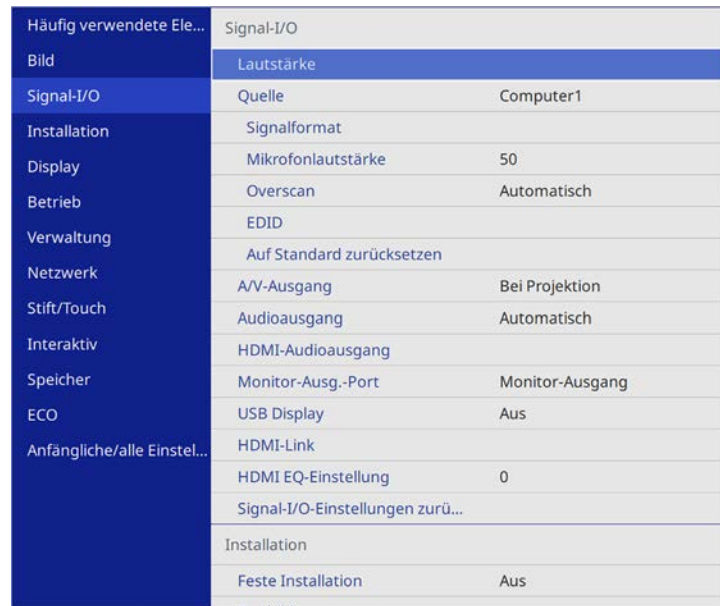 Häufig verwendete Ele...
Bild
Signal-I/O
Installation
Display
Betrieb
Verwaltung
Netzwerk
Stift/Touch
Interaktiv
Speicher
ECO
Anfängliche/alle Einstel...
Signal-I/O
Lautstärke
Quelle Computer1
Signalformat
Mikrofonlautstärke 50
Overscan Automatisch
EDID
Auf Standard zurücksetzen
A/V-Ausgang Bei Projektion
Audioausgang Automatisch
HDMI-Audioausgang
Monitor-Ausg.-Port Monitor-Ausgang
USB Display Aus
HDMI-Link
HDMI EQ-Einstellung 0
Signal-I/O-Einstellungen zurü...
Installation
Feste Installation Aus